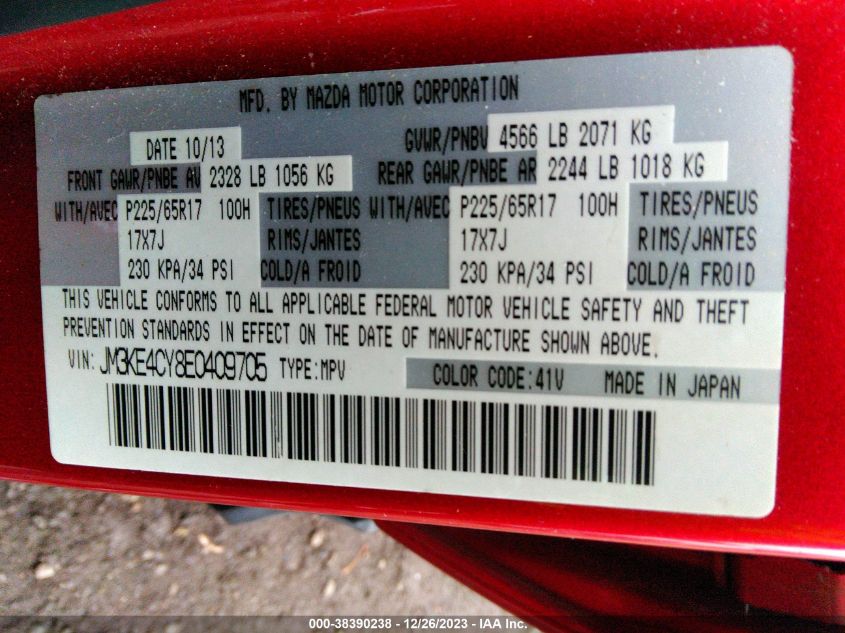 MFD. BY MAZDA MOTOR CORPORATION
DATE 10/13 GVWR/PNBV 4566 LB 2071 KG
FRONT GAWR/PNBE AV 2328 LB 1056 KG REAR GAWR/PNBE AR 2244 LB 1018 KG
WITH/AVEC P225/65R17 100H TIRES/PNEUS WITH/AVEC P225/65R17 100H TIRES/PNEUS
17X7J RIMS/JANTES 17X7J RIMS/JANTES
230 KPA/34 PSI COLD/A FROID 230 KPA/34 PSI COLD/A FROID
THIS VEHICLE CONFORMS TO ALL APPLICABLE FEDERAL MOTOR VEHICLE SAFETY AND THEFT
PREVENTION STANDARDS IN EFFECT ON THE DATE OF MANUFACTURE SHOWN ABOVE.
VIN: JM3KE4CY8E0409705 TYPE:MPV COLOR CODE:41V MADE IN JAPAN
000-38390238 - 12/26/2023 - IAA Inc.